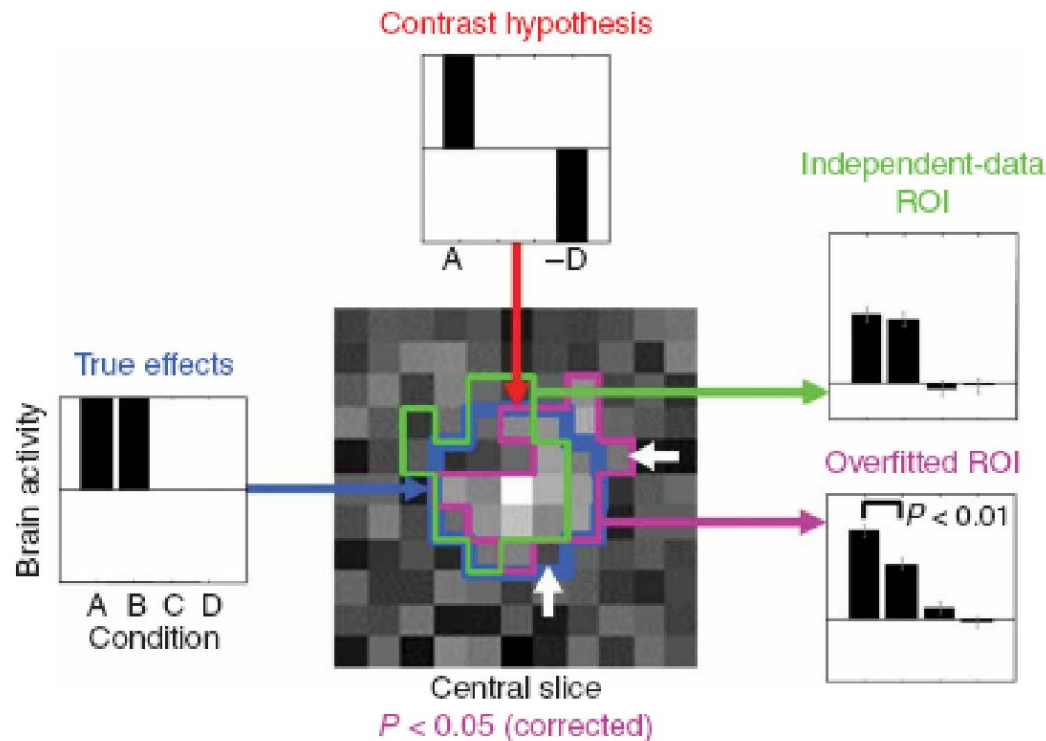 Contrast hypothesis
A –D
Independent-data
ROI
True effects
Brain activity
A B C D
Condition
Overfitted ROI
P < 0.01
Central slice
P < 0.05 (corrected)